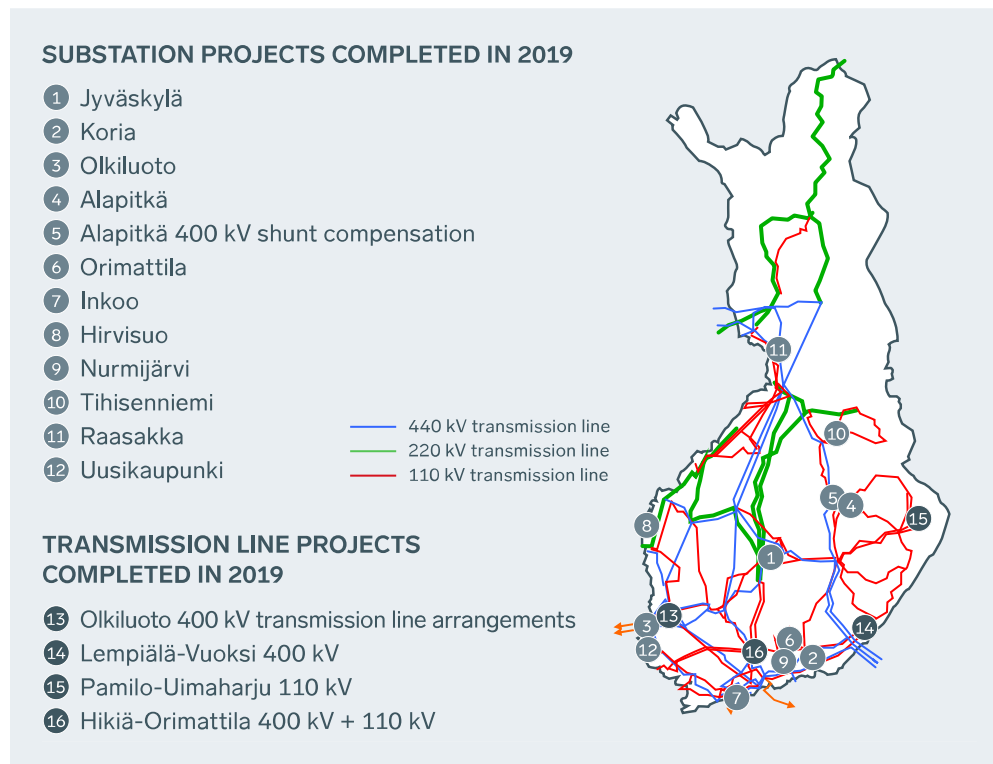 SUBSTATION PROJECTS COMPLETED IN 2019
1 Jyväskylä
2 Koria
3 Olkiluoto
4 Alapitkä
5 Alapitkä 400 kV shunt compensation
6 Orimattila
7 Inkoo
8 Hirvisuo
9 Nurmijärvi
10 Tihisenniemi
11 Raasakka
12 Uusikaupunki
440 kV transmission line
220 kV transmission line
110 kV transmission line
TRANSMISSION LINE PROJECTS
COMPLETED IN 2019
13 Olkiluoto 400 kV transmission line arrangements
14 Lempiälä-Vuoksi 400 kV
15 Pamilo-Uimaharju 110 kV
16 Hikiä-Orimattila 400 kV + 110 kV
11
10
5
4
15
8
1
13
3
14
12
6
16
9
2
7